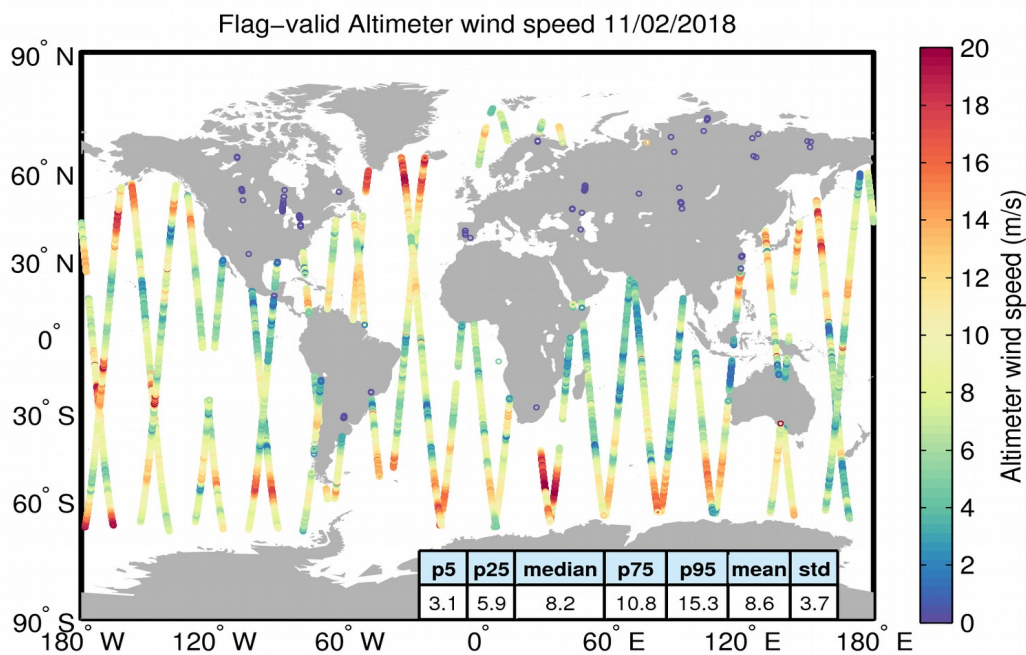 Flag−valid Altimeter wind speed 11/02/2018
90° N
60° N
30° N
0°
30° S
60° S
90° S
180° W
120° W
60° W
0°
60° E
120° E
180° E
20
18
16
14
12
10
8
6
4
2
0
Altimeter wind speed (m/s)
p5 p25 median p75 p95 mean std
3.1 5.9 8.2 10.8 15.3 8.6 3.7